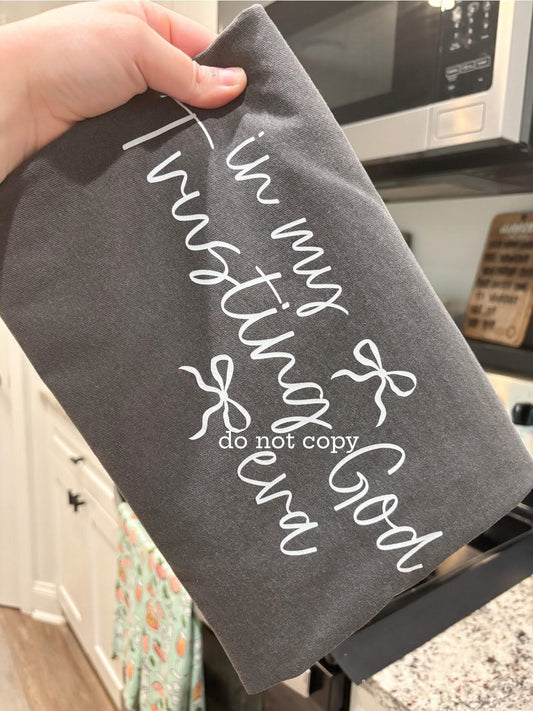 in my
Trusting
God
era
do not copy